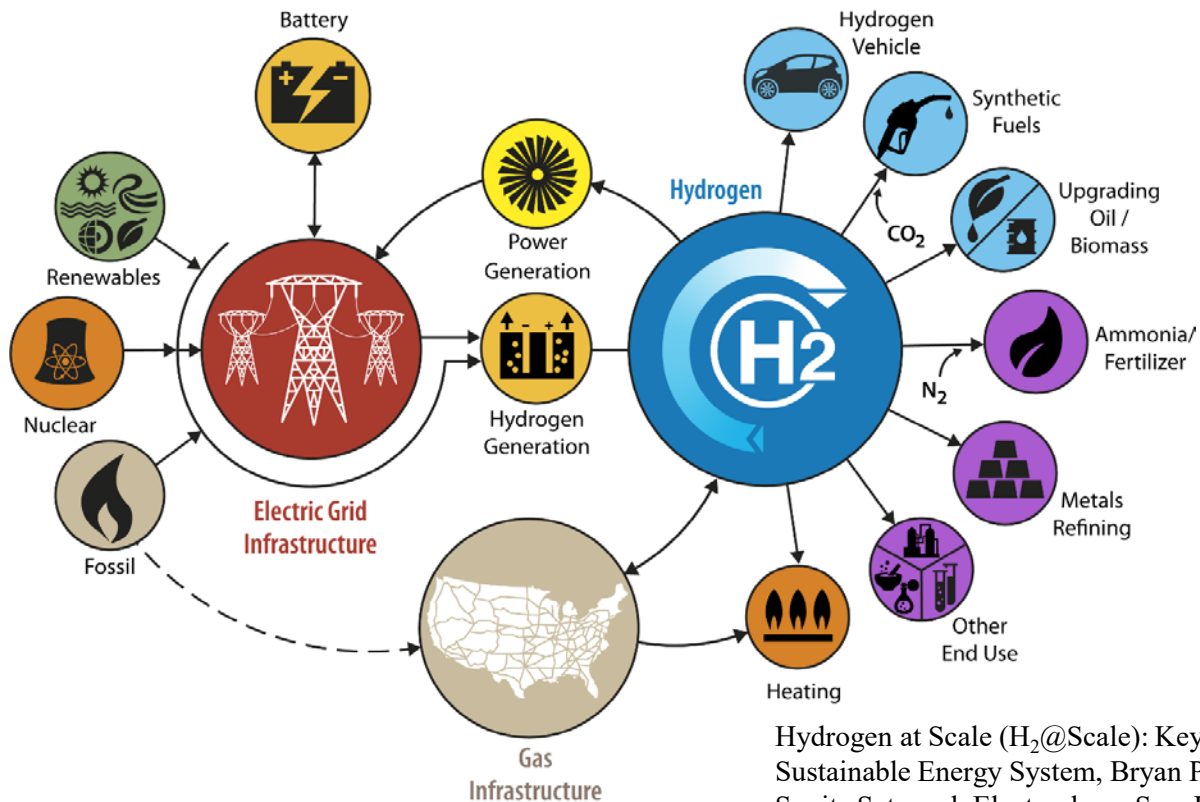 Battery
Hydrogen
Vehicle
Synthetic
Fuels
Hydrogen
Upgrading
Oil /
Biomass
CO2
Renewables
Power
Generation
H2
Ammonia/
Fertilizer
N2
Nuclear
Hydrogen
Generation
Electric Grid
Infrastructure
Metals
Refining
Fossil
Other
End Use
Heating
Gas
Infrastructure
Hydrogen at Scale (H2@Scale): Key
Sustainable Energy System, Bryan P